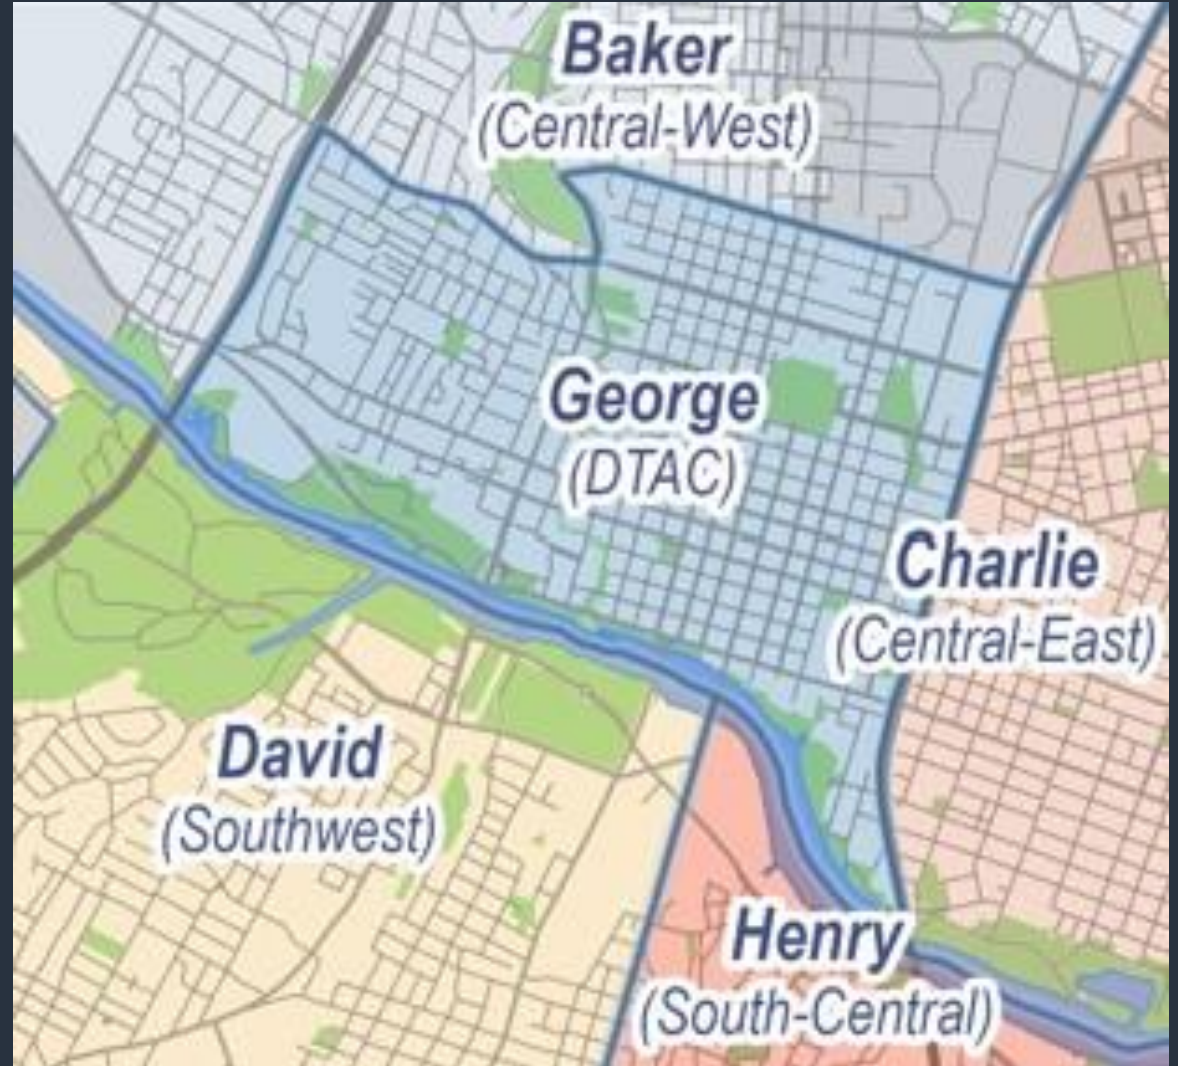 Baker
(Central-West)
George
(DTAC)
Charlie
(Central-East)
David
(Southwest)
Henry
(South-Central)